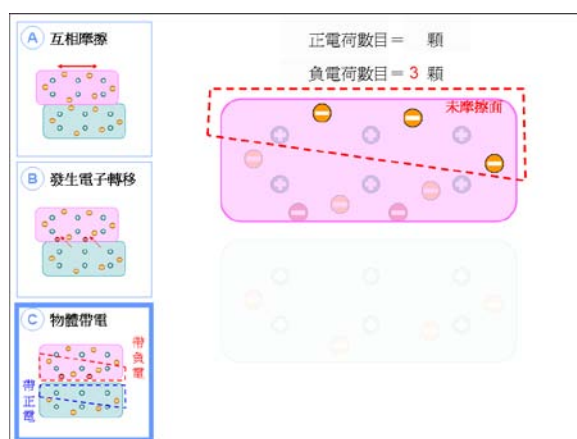 A 互相摩擦
B 發生電子轉移
C 物體帶電
帶負電
帶正電
正電荷數目＝ 顆
負電荷數目＝ 3 顆
未摩擦面